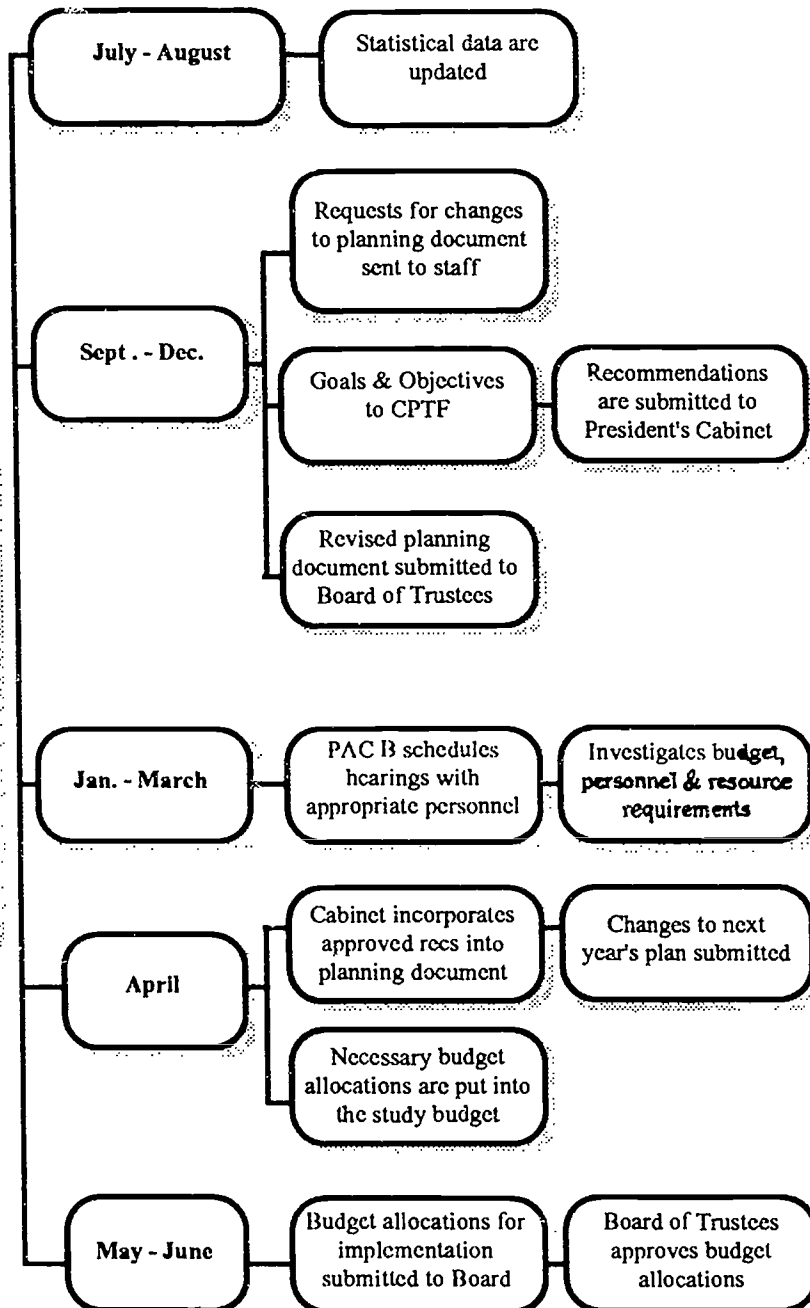 July - August
Statistical data are
updated
Sept . - Dec.
Requests for changes
to planning document
sent to staff
Goals & Objectives
to CPTF
Recommendations
are submitted to
President's Cabinet
Revised planning
document submitted to
Board of Trustees
Jan. - March
PAC B schedules
hearings with
appropriate personnel
Investigates budget,
personnel & resource
requirements
April
Cabinet incorporates
approved recs into
planning document
Changes to next
year's plan submitted
Necessary budget
allocations are put into
the study budget
May - June
Budget allocations for
implementation
submitted to Board
Board of Trustees
approves budget
allocations